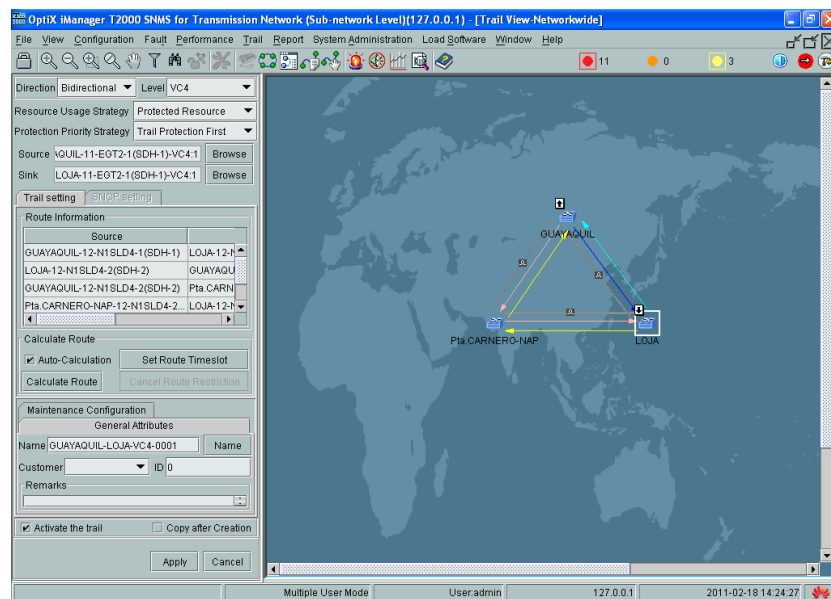 OptiX iManager T2000 SNMS for Transmission Network (Sub-network Level)(127.0.0.1) - [Trail View-Networkwide]
File View Configuration Fault Performance Trail Report System Administration Load Software Window Help
11 0 3
Direction Bidirectional Level VC4
Resource Usage Strategy Protected Resource
Protection Priority Strategy Trail Protection First
Source \QUIL-11-EGT2-1(SDH-1)-VC4:1 Browse
Sink LOJA-11-EGT2-1(SDH-1)-VC4:1 Browse
Trail setting SNCP setting
Route Information
Source
GUAYAQUIL-12-N1SLD4-1(SDH-1) LOJA-12-N
LOJA-12-N1SLD4-2(SDH-2) GUAYAQU
GUAYAQUIL-12-N1SLD4-2(SDH-2) Pta.CARN
Pta.CARNERO-NAP-12-N1SLD4-2... LOJA-12-N
Calculate Route
Auto-Calculation Set Route Timeslot
Calculate Route Cancel Route Restriction
Maintenance Configuration
General Attributes
Name GUAYAQUIL-LOJA-VC4-0001 Name
Customer ID 0
Remarks
Activate the trail Copy after Creation
Apply Cancel
GUAYAQUIL
Pta.CARNERO-NAP
LOJA
Multiple User Mode User:admin 127.0.0.1 2011-02-18 14:24:27